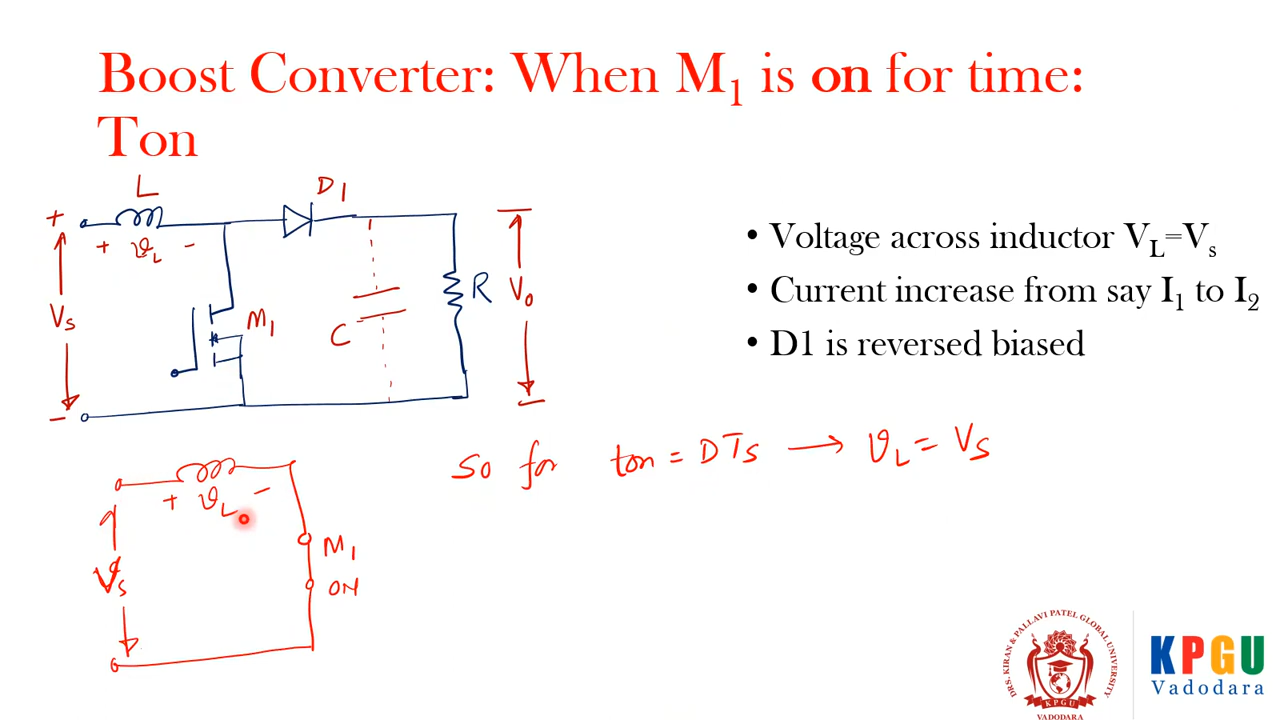 Boost Converter: When M1 is on for time:
Ton
L
D1
+
+ VL -
Vs
M1
C
R
Vo
-
• Voltage across inductor VL=Vs
• Current increase from say I1 to I2
• D1 is reversed biased
So for ton = DTs → VL = Vs
+ VL -
Vs
M1
ON
DRS. KIRAN & PALLAVI PATEL GLOBAL UNIVERSITY
KPGU
VADODARA
KPGU
Vadodara